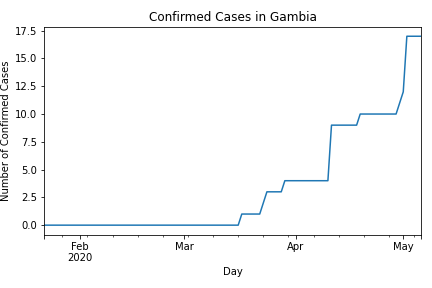 Confirmed Cases in Gambia
17.5
15.0
12.5
10.0
7.5
5.0
2.5
0.0
Number of Confirmed Cases
Feb
2020
Mar
Apr
May
Day